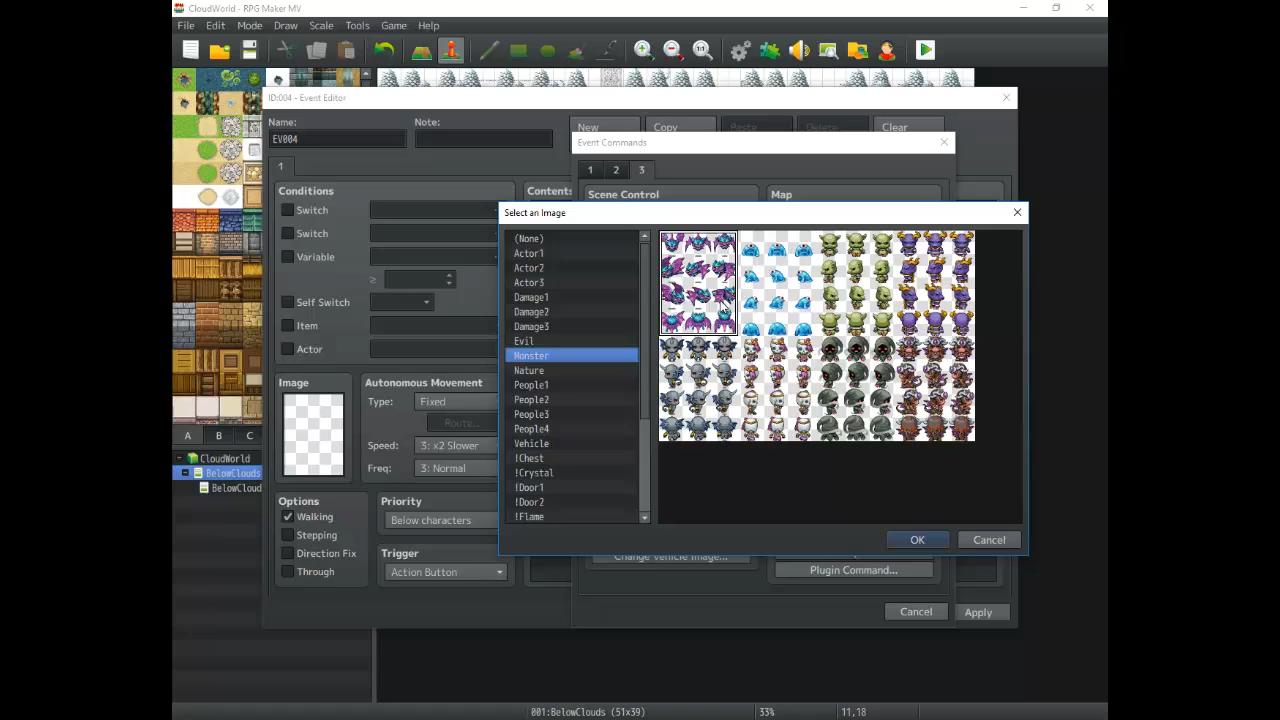 CloudWorld - RPG Maker MV
File Edit Mode Draw Scale Tools Game Help
ID:004 - Event Editor
Name:
Note:
EV004
New
Copy
Paste
Delete
Clear
Event Commands
1
1 2 3
Conditions
Contents
Scene Control
Map
Switch
Switch
Variable
≥
Self Switch
Item
Actor
Select an Image
(None)
Actor1
Actor2
Actor3
Damage1
Damage2
Damage3
Evil
Monster
Nature
People1
People2
People3
People4
Vehicle
!Chest
!Crystal
!Door1
!Door2
!Flame
OK
Cancel
Image
Autonomous Movement
Type: Fixed
Route...
Speed: 3: x2 Slower
Freq: 3: Normal
Options
Walking
Stepping
Direction Fix
Through
Priority
Below characters
Trigger
Action Button
Change Vehicle Image...
Plugin Command...
Cancel
Apply
A B C
CloudWorld
BelowClouds
BelowCloud
001:BelowClouds (51x39)
33%
11,18